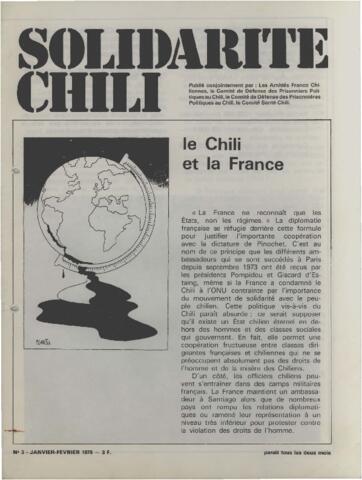 SOLIDARITE
CHILI
Publié conjointement par : Les Amitiés France Chi-
liennes, le Comité de Défense des Prisonniers Poli-
tiques au Chili, le Comité de Défense des Prisonnières
Politiques au Chili, le Comité Santé Chili.
le Chili
et la France
« La France ne reconnaît que les
États, non les régimes. » La diplomatie
française se réfugie derrière cette formule
pour justifier l'importante coopération
avec la dictature de Pinochet. C'est au
nom de ce principe que les différents am-
bassadeurs qui se sont succédés à Paris
depuis septembre 1973 ont été reçus par
les présidents Pompidou et Giscard d'Es-
taing, même si la France a condamné le
Chili à l'ONU contrainte par l'importance
du mouvement de solidarité avec le peu-
ple chilien. Cette politique vis-à-vis du
Chili paraît absurde : ce serait supposer
qu'il existe un État chilien éternel en de-
hors des hommes et des classes sociales
qui gouvernent. En fait, elle permet une
coopération fructueuse entre classes diri-
geantes françaises et chiliennes qui ne se
préoccupent absolument pas des droits de
l'homme et de la misère des Chiliens.
D'un côté, les officiers chiliens peu-
vent s'entraîner dans des camps militaires
français. La France maintient un ambassa-
deur à Santiago alors que de nombreux
pays ont rompu les relations diplomati-
ques ou ramené leur représentation à un
niveau très inférieur pour protester contre
la violation des droits de l'homme.
N° 3 - JANVIER-FEVRIER 1978 — 3 F.
paraît tous les deux mois